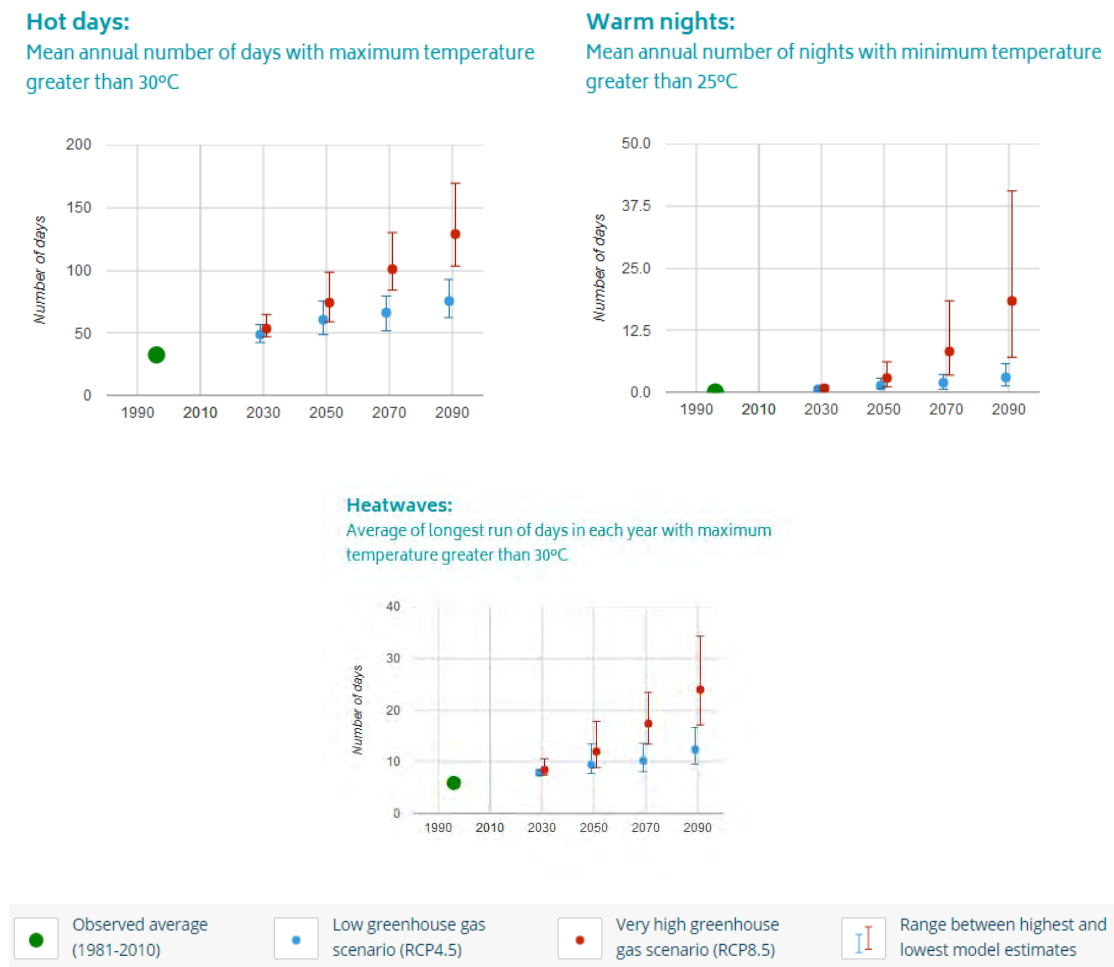 Hot days:
Mean annual number of days with maximum temperature
greater than 30ºC
200
150
100
50
0
Number of days
1990 2010 2030 2050 2070 2090
Warm nights:
Mean annual number of nights with minimum temperature
greater than 25ºC
50.0
37.5
25.0
12.5
0.0
Number of days
1990 2010 2030 2050 2070 2090
Heatwaves:
Average of longest run of days in each year with maximum
temperature greater than 30ºC
40
30
20
10
0
Number of days
1990 2010 2030 2050 2070 2090
Observed average
(1981-2010)
Low greenhouse gas
scenario (RCP4.5)
Very high greenhouse
gas scenario (RCP8.5)
Range between highest and
lowest model estimates